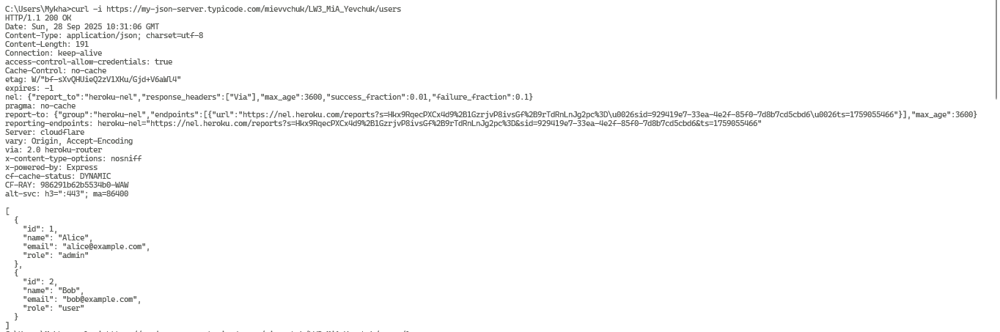 C:\Users\Mykha>curl -i https://my-json-server.typicode.com/mievvchuk/LW3_MiA_Yevchuk/users
HTTP/1.1 200 OK
Date: Sun, 28 Sep 2025 10:31:06 GMT
Content-Type: application/json; charset=utf-8
Content-Length: 191
Connection: keep-alive
access-control-allow-credentials: true
Cache-Control: no-cache
etag: W/"bf-sXvQHUieQ2zV1XKu/Gjd+V6aWl4"
expires: -1
nel: {"report_to":"heroku-nel","response_headers":["Via"],"max_age":3600,"success_fraction":0.01,"failure_fraction":0.1}
pragma: no-cache
report-to: {"group":"heroku-nel","endpoints":[{"url":"https://nel.heroku.com/reports?s=Hkx9RqecPXCx4d9%2B1GzrjvP8ivsGf%2B9rTdRnLnJg2pc%3D\u0026sid=929419e7-33ea-4e2f-85f0-7d8b7cd5cbd6\u0026ts=1759055466"}],"max_age":3600}
reporting-endpoints: heroku-nel="https://nel.heroku.com/reports?s=Hkx9RqecPXCx4d9%2B1GzrjvP8ivsGf%2B9rTdRnLnJg2pc%3D&sid=929419e7-33ea-4e2f-85f0-7d8b7cd5cbd6&ts=1759055466"
Server: cloudflare
vary: Origin, Accept-Encoding
via: 2.0 heroku-router
x-content-type-options: nosniff
x-powered-by: Express
cf-cache-status: DYNAMIC
CF-RAY: 986291b62b5534b0-WAW
alt-svc: h3=":443"; ma=86400
[
  {
    "id": 1,
    "name": "Alice",
    "email": "alice@example.com",
    "role": "admin"
  },
  {
    "id": 2,
    "name": "Bob",
    "email": "bob@example.com",
    "role": "user"
  }
]